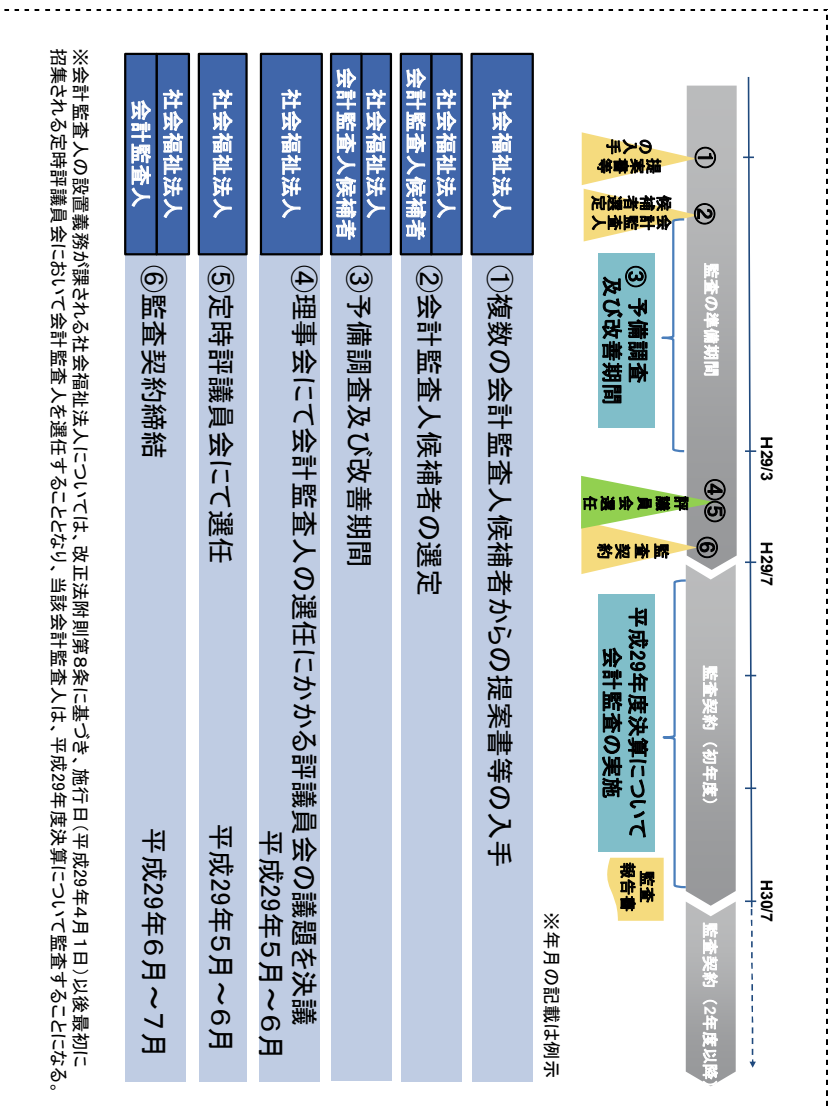 H29/3
H29/7
H30/7
監査の準備期間
監査契約（初年度）
監査契約（2年度以降）
①
提案書等
の入手
②
会計監査人
候補者選定
③ 予備調査
及び改善期間
④⑤
評議員会選任
⑥
監査契約
平成29年度決算について
会計監査の実施
監査
報告書
※年月の記載は例示
社会福祉法人
①複数の会計監査人候補者からの提案書等の入手
社会福祉法人
会計監査人候補者
②会計監査人候補者の選定
社会福祉法人
会計監査人候補者
③予備調査及び改善期間
社会福祉法人
④理事会にて会計監査人の選任にかかる評議員会の議題を決議
平成29年5月～6月
社会福祉法人
⑤定時評議員会にて選任
平成29年5月～6月
社会福祉法人
会計監査人
⑥監査契約締結
平成29年6月～7月
※会計監査人の設置義務が課される社会福祉法人については、改正法附則第8条に基づき、施行日（平成29年4月1日）以後最初に
招集される定時評議員会において会計監査人を選任することとなり、当該会計監査人は、平成29年度決算について監査することになる。